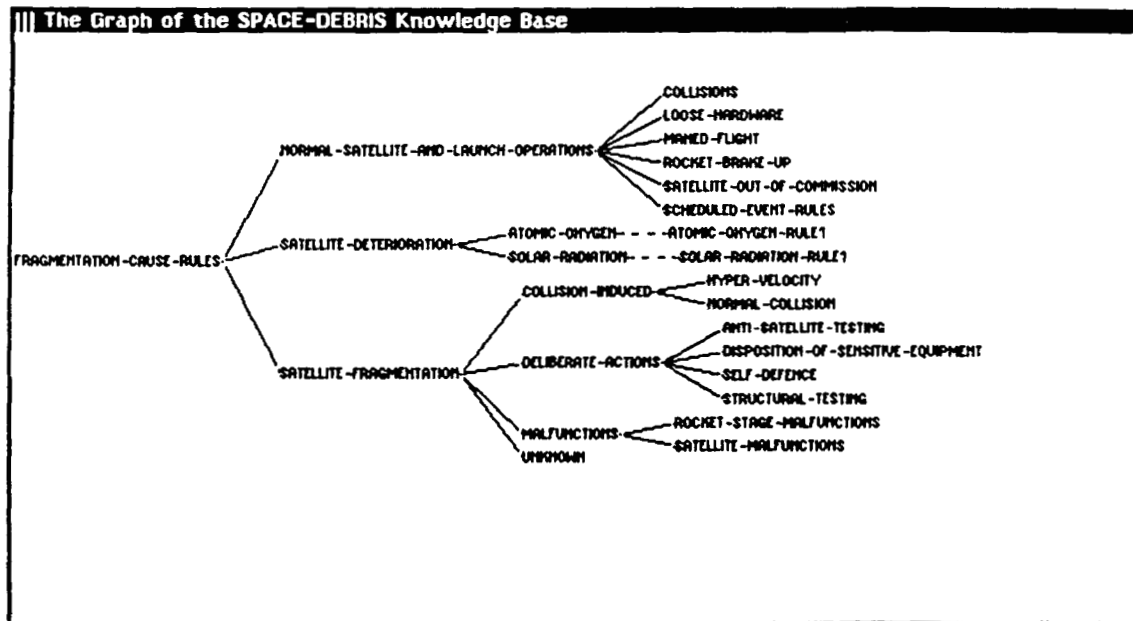 The Graph of the SPACE-DEBRIS Knowledge Base
COLLISIONS
LOOSE-HARDWARE
MANED-FLIGHT
NORMAL-SATELLITE-AND-LAUNCH-OPERATIONS
ROCKET-BRAKE-UP
SATELLITE-OUT-OF-COMMISSION
SCHEDULED-EVENT-RULES
ATOMIC-OXYGEN
ATOMIC-OXYGEN-RULE1
SATELLITE-DETERIORATION
SOLAR-RADIATION
SOLAR-RADIATION-RULE1
FRAGMENTATION-CAUSE-RULES
HYPER-VELOCITY
COLLISION-INDUCED
NORMAL-COLLISION
ANTI-SATELLITE-TESTING
DISPOSITION-OF-SENSITIVE-EQUIPMENT
DELIBERATE-ACTIONS
SATELLITE-FRAGMENTATION
SELF-DEFENCE
STRUCTURAL-TESTING
ROCKET-STAGE-MALFUNCTIONS
MALFUNCTIONS
SATELLITE-MALFUNCTIONS
UNKNOWN